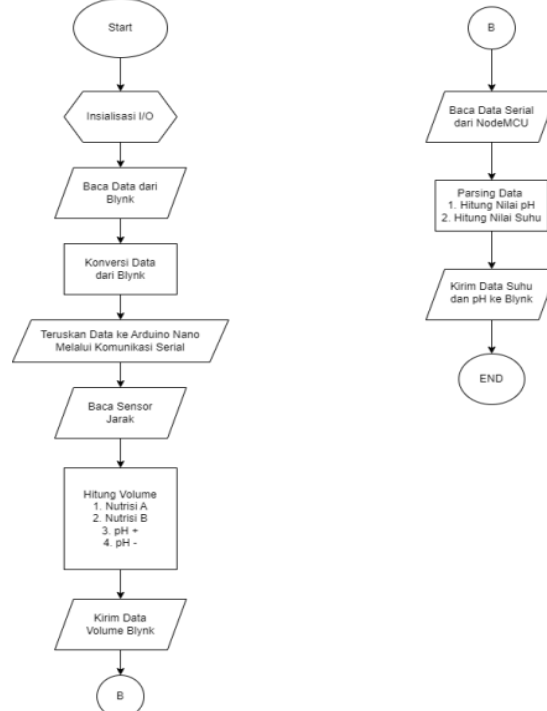 Start
Insialisasi I/O
Baca Data dari
Blynk
Konversi Data
dari Blynk
Teruskan Data ke Arduino Nano
Melalui Komunikasi Serial
Baca Sensor
Jarak
Hitung Volume
1. Nutrisi A
2. Nutrisi B
3. pH +
4. pH -
Kirim Data
Volume Blynk
B
B
Baca Data Serial
dari NodeMCU
Parsing Data
1. Hitung Nilai pH
2. Hitung Nilai Suhu
Kirim Data Suhu
dan pH ke Blynk
END